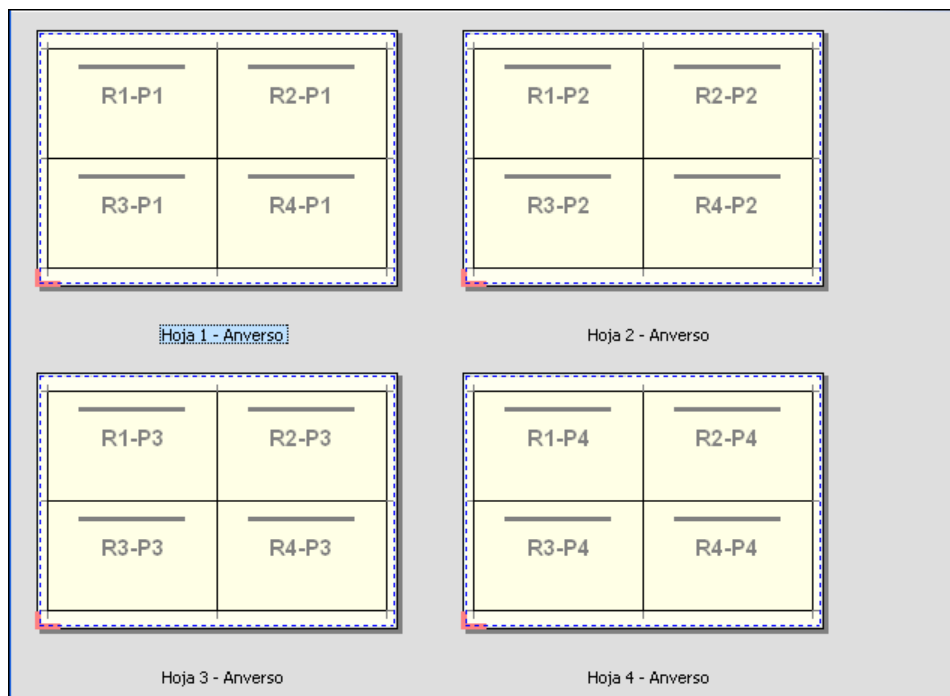 R1-P1 R2-P1
R3-P1 R4-P1
Hoja 1 - Anverso
R1-P2 R2-P2
R3-P2 R4-P2
Hoja 2 - Anverso
R1-P3 R2-P3
R3-P3 R4-P3
Hoja 3 - Anverso
R1-P4 R2-P4
R3-P4 R4-P4
Hoja 4 - Anverso